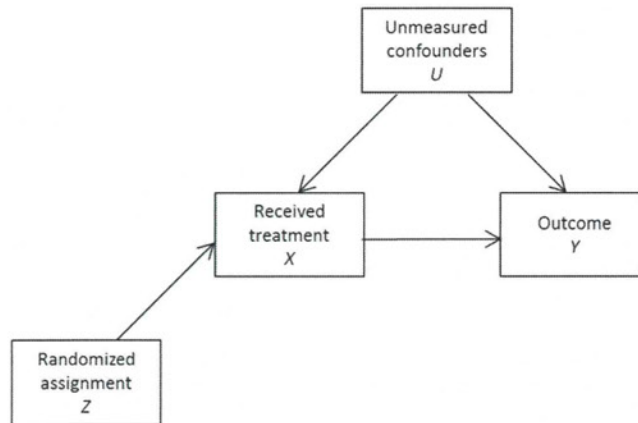 Unmeasured
confounders
U
Received
treatment
X
Outcome
Y
Randomized
assignment
Z